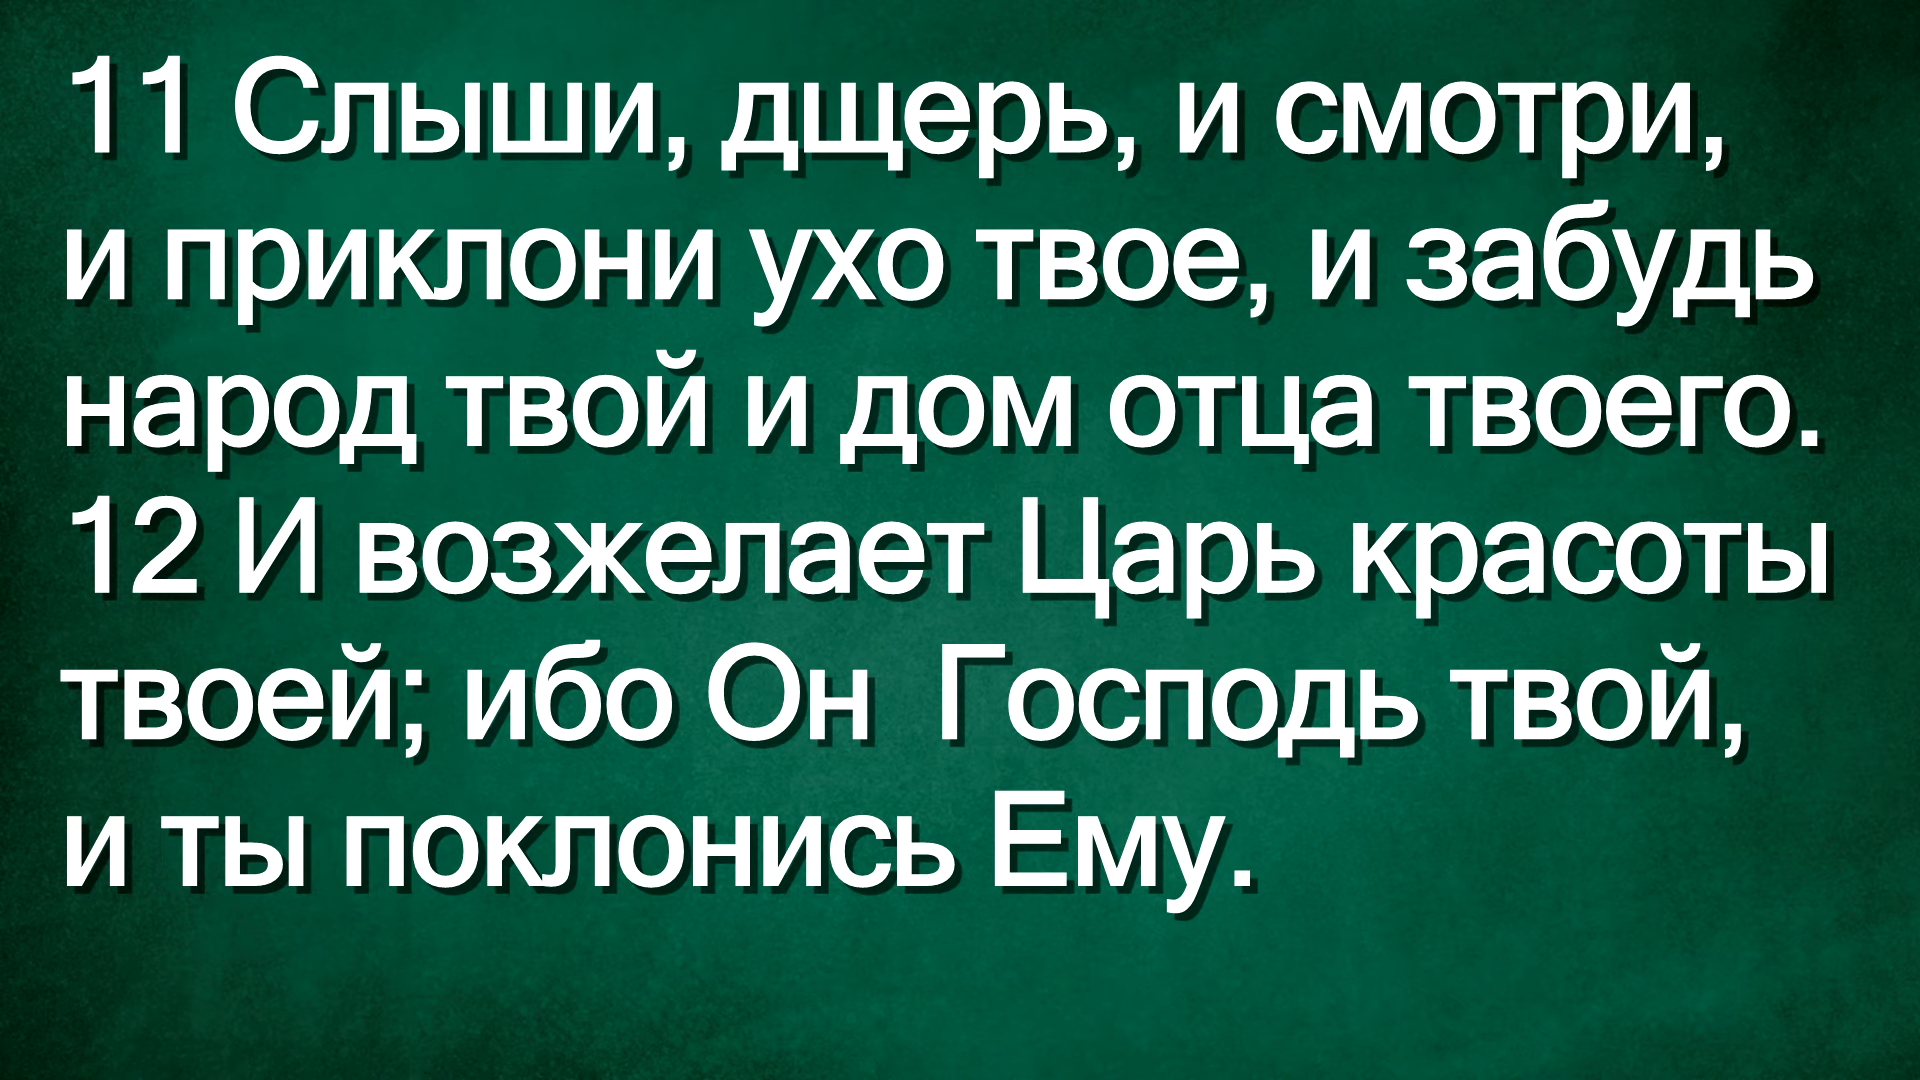 11 Слыши, дщерь, и смотри,
и приклони ухо твое, и забудь
народ твой и дом отца твоего.
12 И возжелает Царь красоты
твоей; ибо Он  Господь твой,
и ты поклонись Ему.